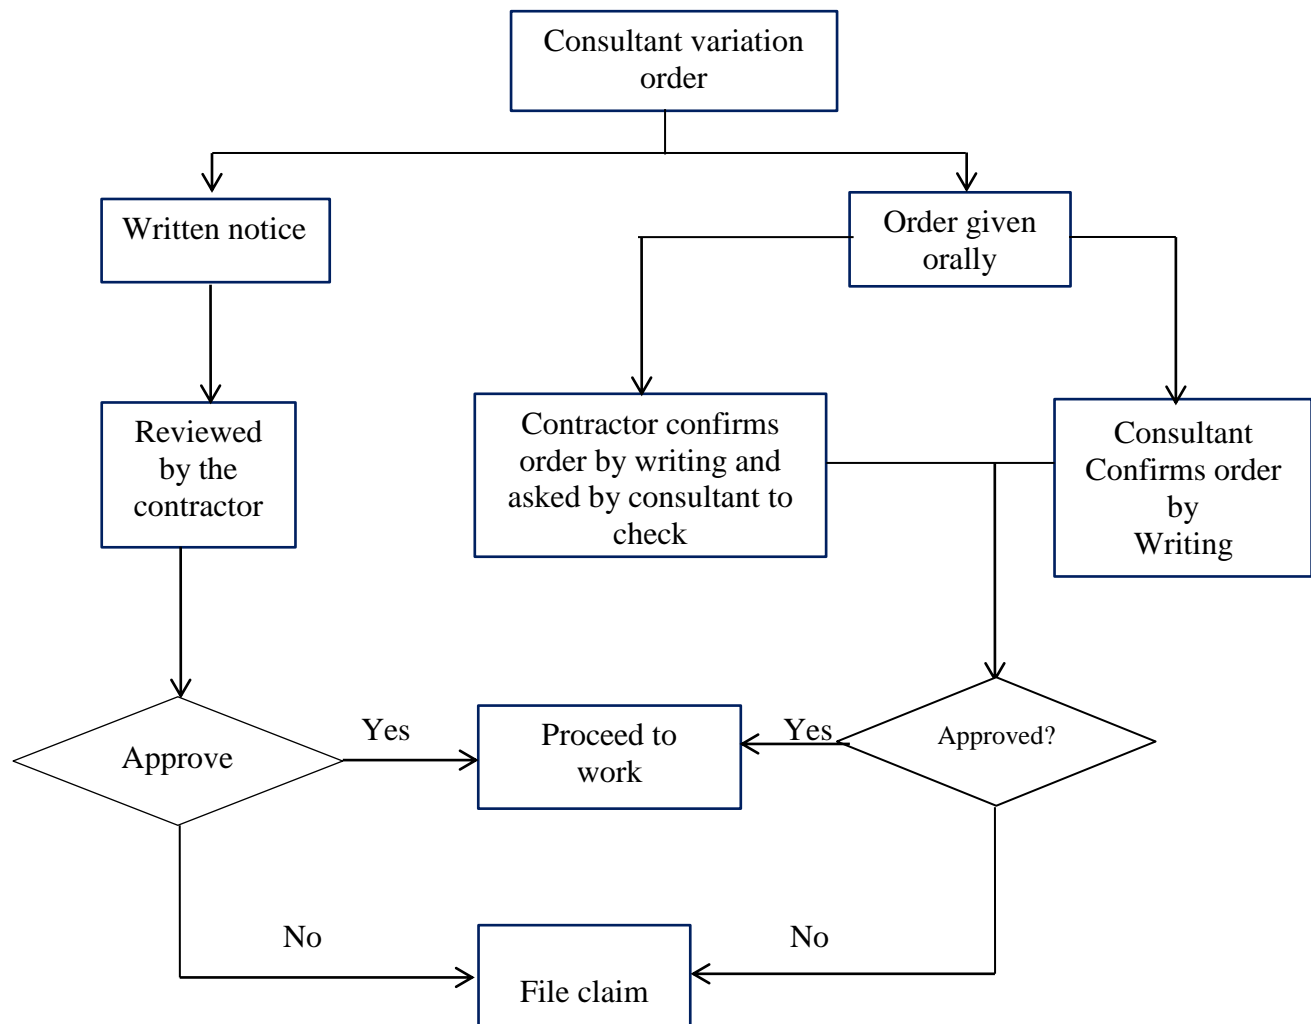 Consultant variation
order
Written notice
Order given
orally
Reviewed
by the
contractor
Contractor confirms
order by writing and
asked by consultant to
check
Consultant
Confirms order
by
Writing
Approve
Yes
Proceed to
work
Yes
Approved?
No
File claim
No